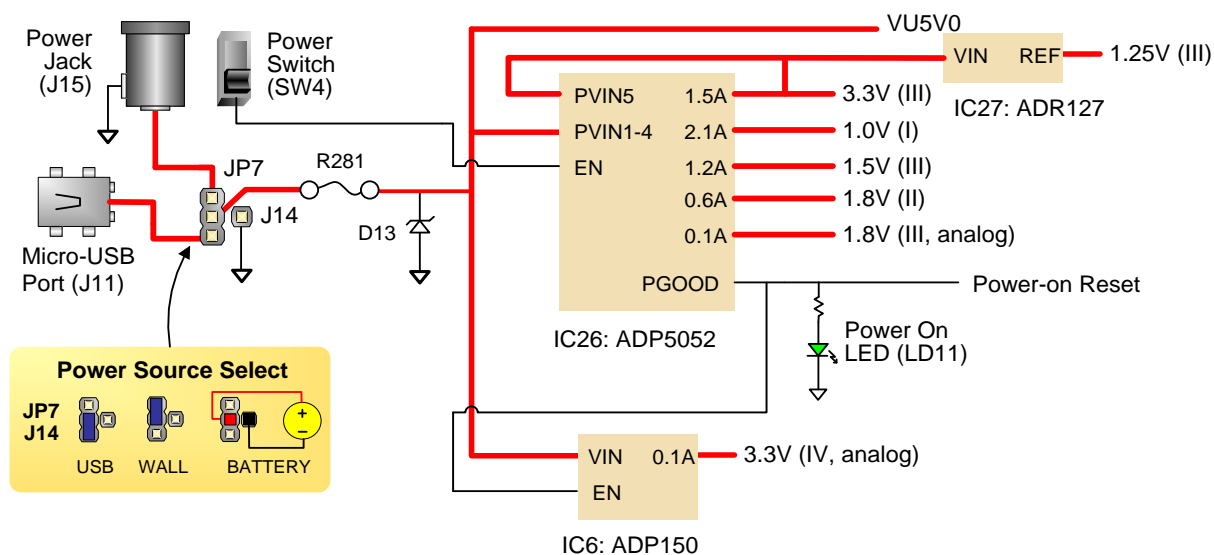 Power
Jack
(J15)
Power
Switch
(SW4)
VU5V0
VIN REF
1.25V (III)
IC27: ADR127
PVIN5 1.5A
3.3V (III)
PVIN1-4 2.1A
1.0V (I)
EN 1.2A
1.5V (III)
0.6A
1.8V (II)
0.1A
1.8V (III, analog)
PGOOD
Power-on Reset
IC26: ADP5052
JP7
R281
J14
D13
Micro-USB
Port (J11)
Power On
LED (LD11)
Power Source Select
JP7
J14
+
–
USB WALL BATTERY
VIN 0.1A
3.3V (IV, analog)
EN
IC6: ADP150